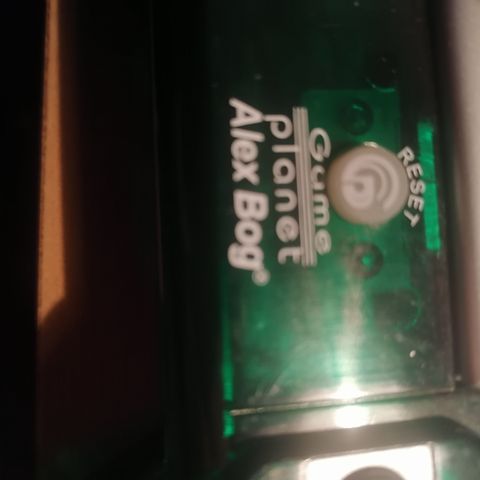 RESET
Game
planet
Alex Bog®